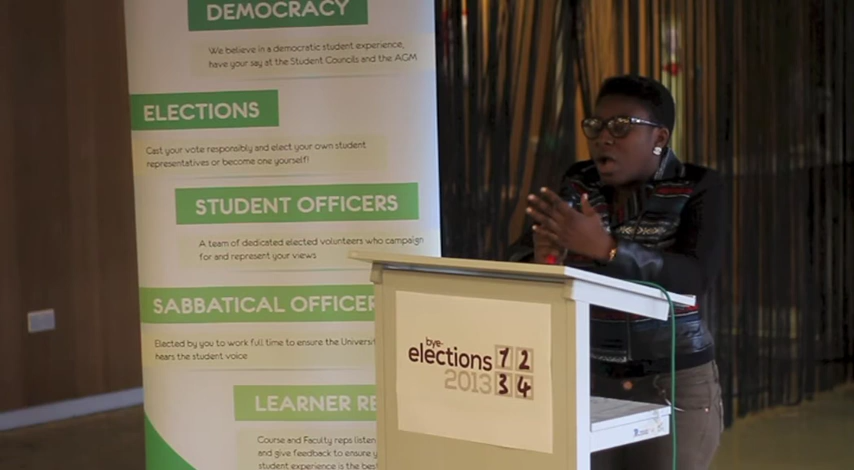 DEMOCRACY
We believe in a democratic student experience,
have your say at the Student Councils and the AGM
ELECTIONS
Cast your vote responsibly and elect your own student
representatives or become one yourself!
STUDENT OFFICERS
A team of dedicated elected volunteers who campaign
for and represent your views
SABBATICAL OFFICER
Elected by you to work full time to ensure the Universit
hears the student voice
LEARNER RE
Course and Faculty reps listen
and give feedback to ensure y
student experience is the best
bye-
elections 1 2
2013 3 4